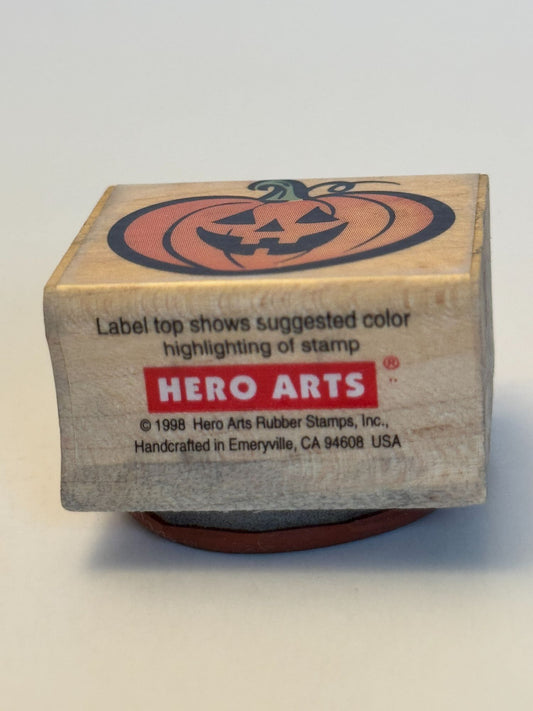 Label top shows suggested color
highlighting of stamp
HERO ARTS ®
© 1998 Hero Arts Rubber Stamps, Inc.,
Handcrafted in Emeryville, CA 94608 USA